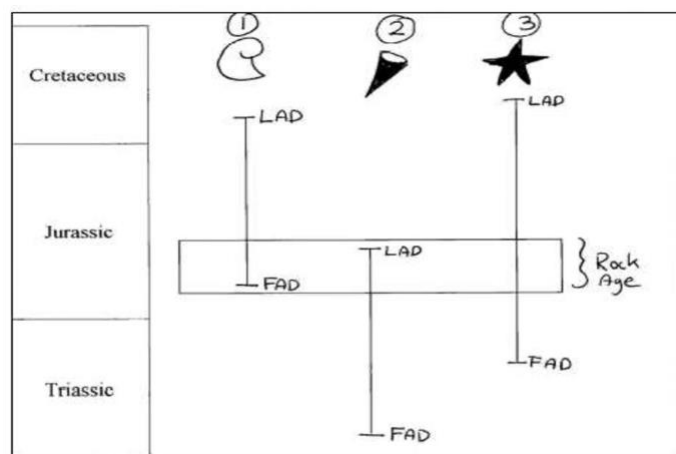 ① ② ③
Cretaceous
LAD
LAD
Jurassic
LAD
Rock
Age
FAD
FAD
Triassic
FAD